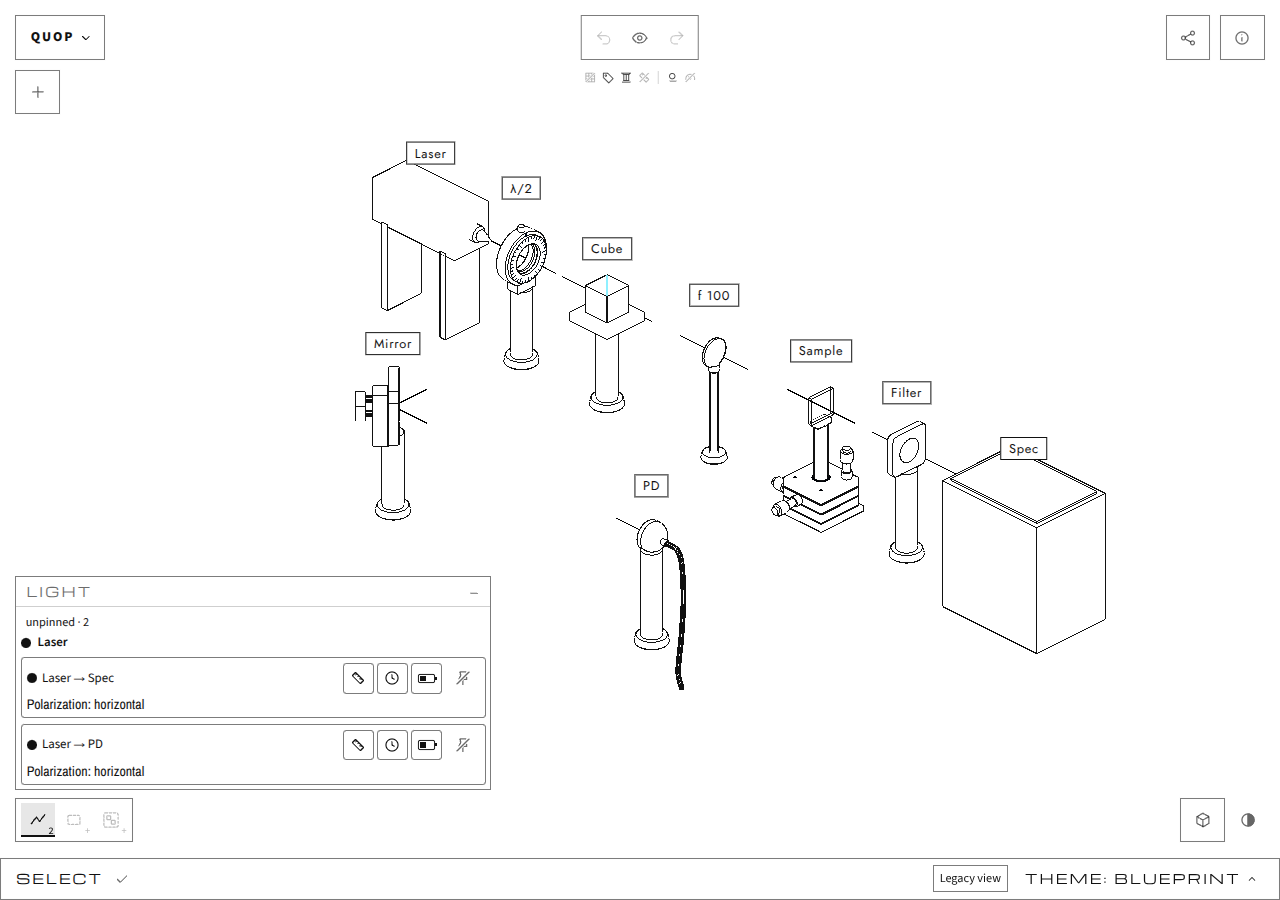 QUOP
Laser
λ/2
Cube
f 100
Mirror
Sample
Filter
Spec
PD
LIGHT
unpinned · 2
Laser
Laser → Spec
Polarization: horizontal
Laser → PD
Polarization: horizontal
2
SELECT
Legacy view
THEME: BLUEPRINT